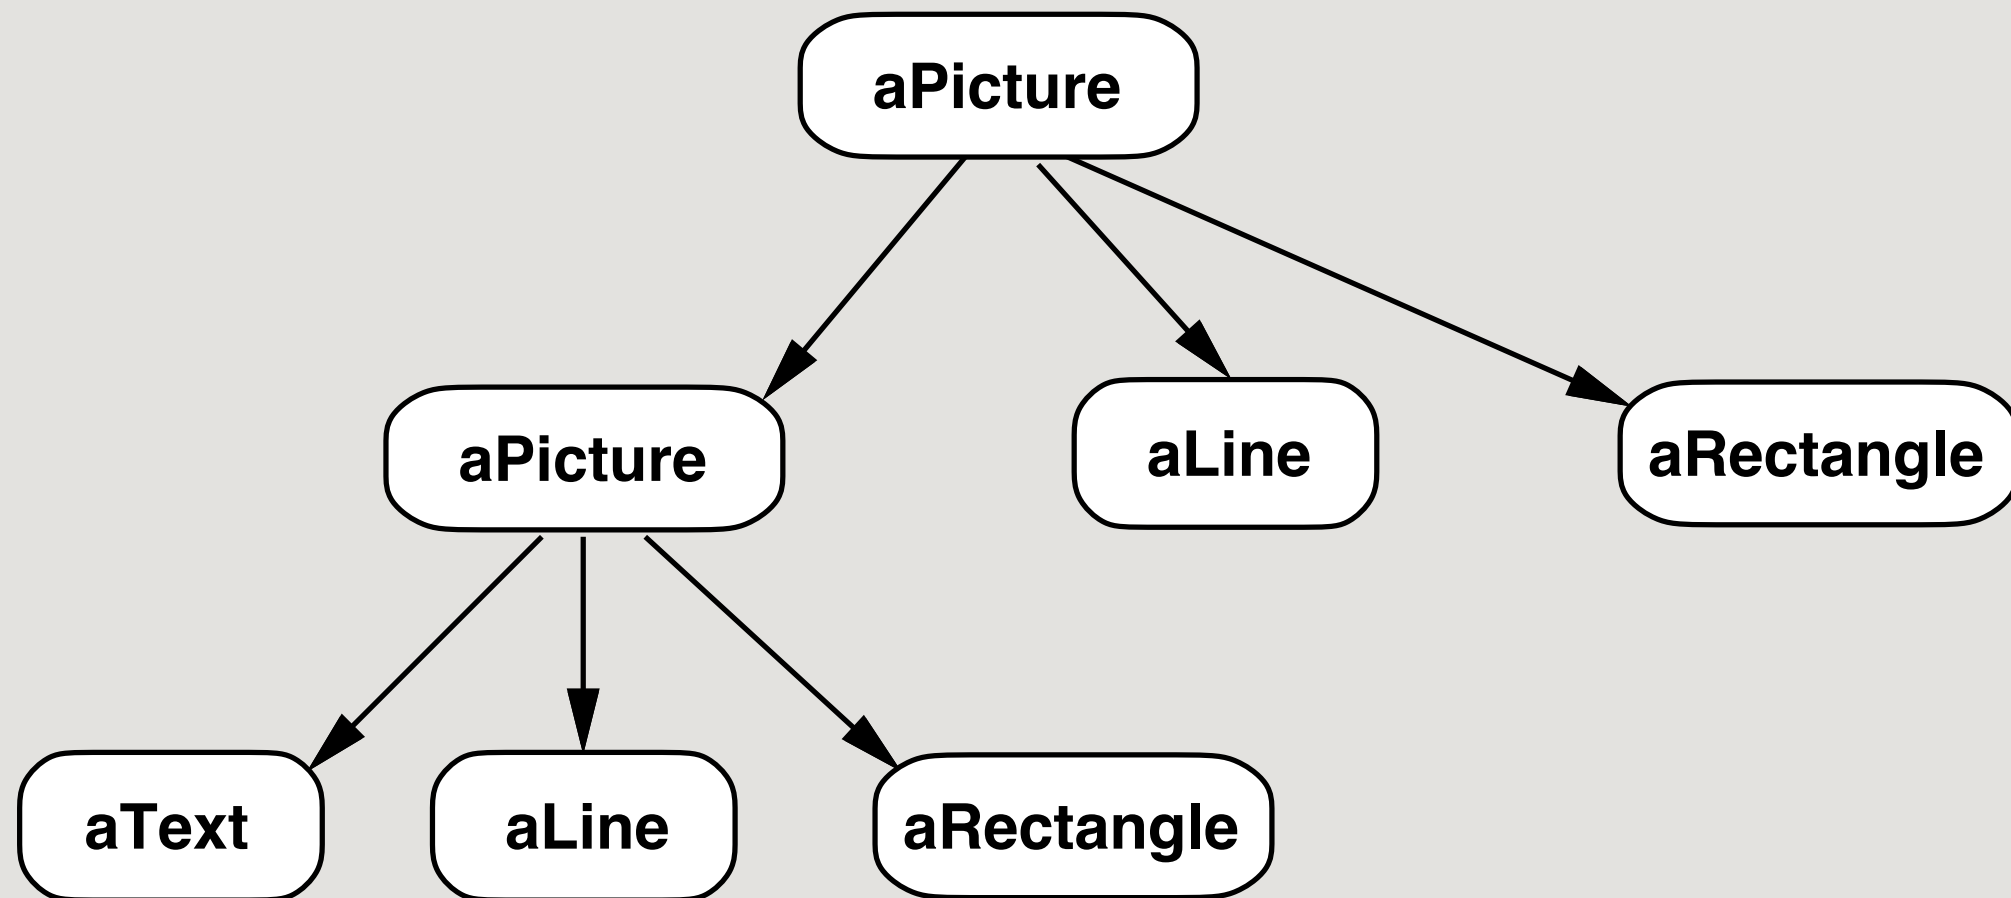 aPicture
aPicture
aLine
aRectangle
aText
aLine
aRectangle